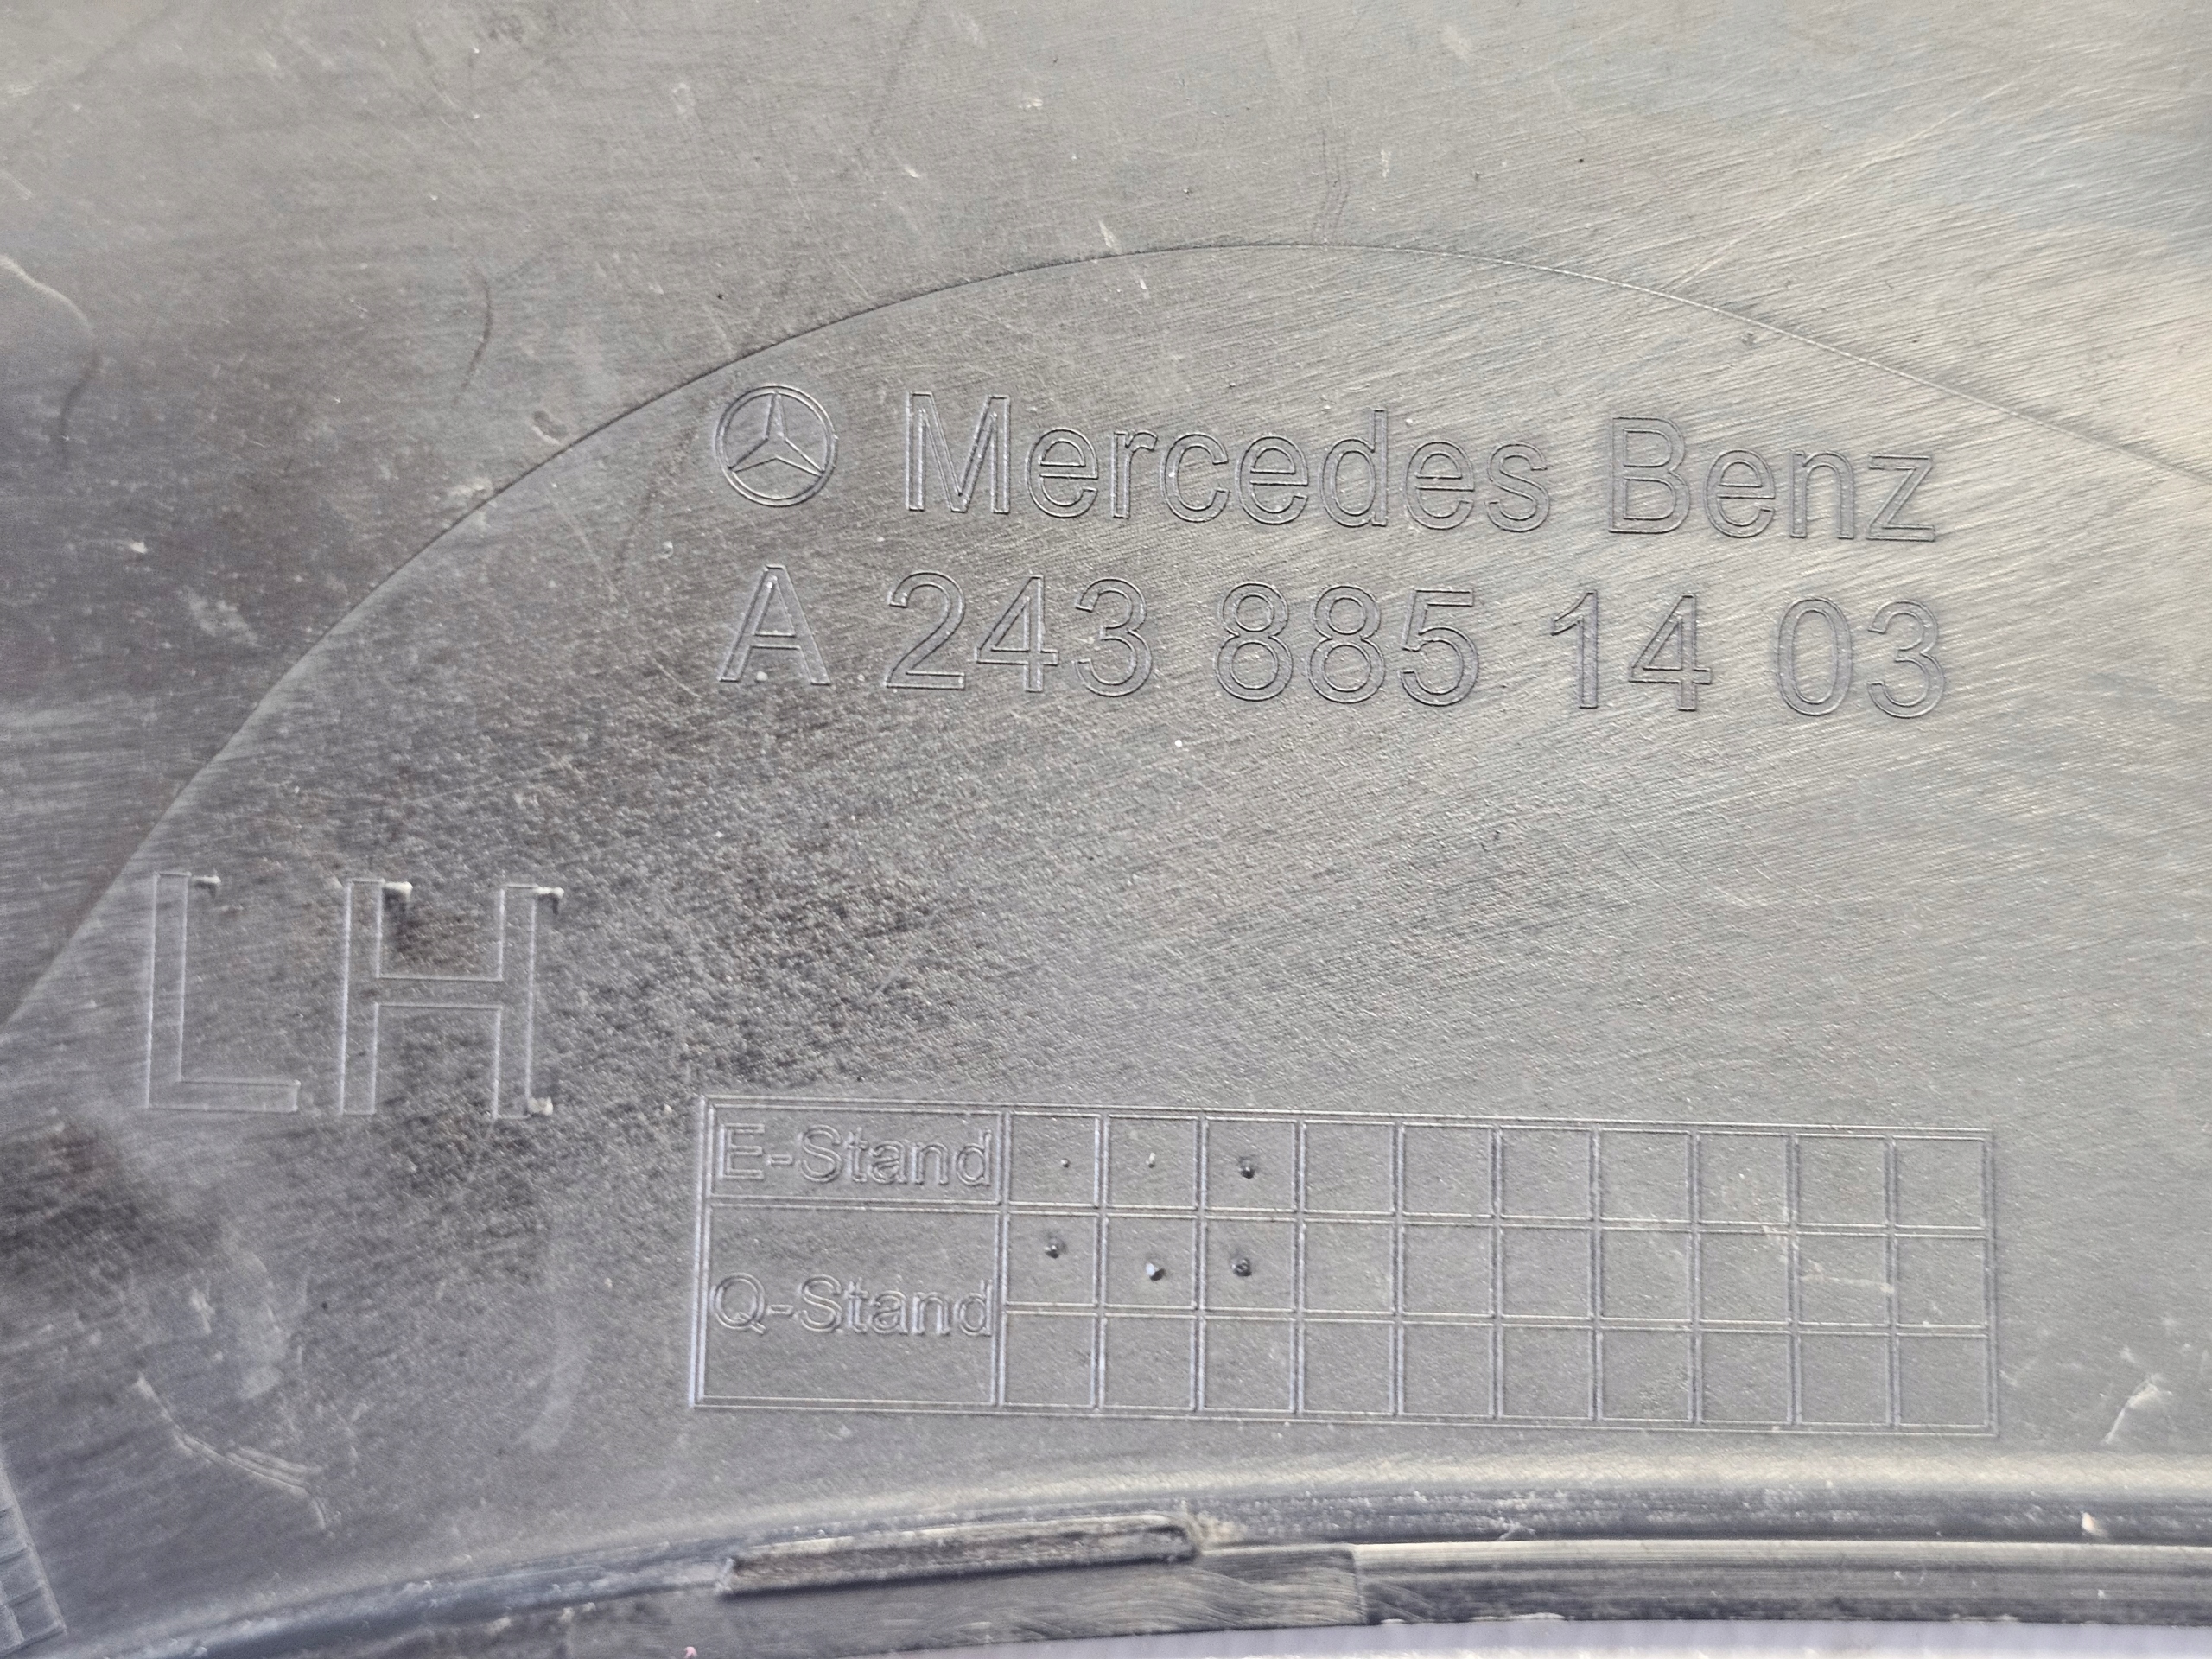 Mercedes Benz
A 243 885 14 03
LH
E-Stand
Q-Stand